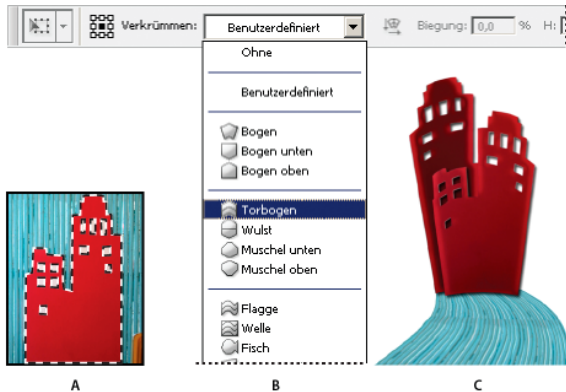 Verkrümmen: Benutzerdefiniert Biegung: 0,0 % H:
Ohne
Benutzerdefiniert
Bogen
Bogen unten
Bogen oben
Torbogen
Wulst
Muschel unten
Muschel oben
Flagge
Welle
Fisch
A B C